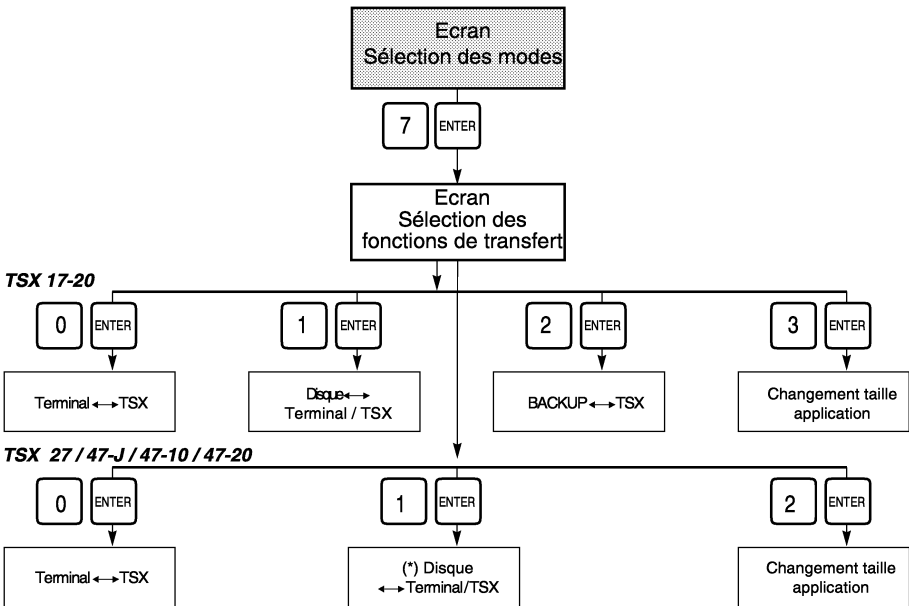 Ecran
Sélection des modes
7 ENTER
Ecran
Sélection des
fonctions de transfert
TSX 17-20
0 ENTER 1 ENTER 2 ENTER 3 ENTER
Terminal ↔ TSX
Disque ↔
Terminal / TSX
BACKUP ↔ TSX
Changement taille
application
TSX 27 / 47-J / 47-10 / 47-20
0 ENTER 1 ENTER 2 ENTER
Terminal ↔ TSX
(*) Disque
↔ Terminal/TSX
Changement taille
application